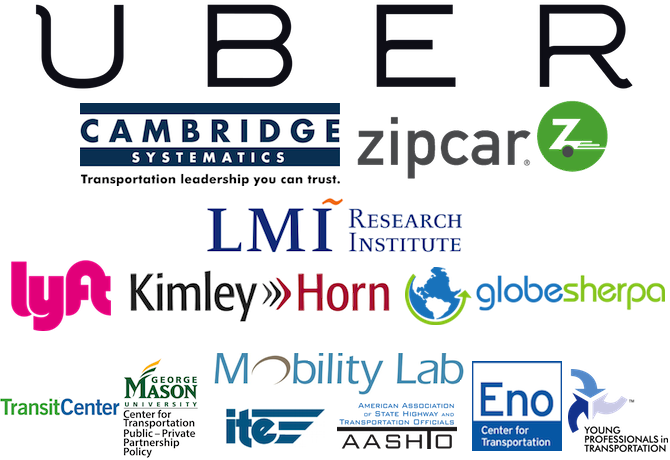 UBER
CAMBRIDGE
SYSTEMATICS
Transportation leadership you can trust.
zipcar®
Z
LMI RESEARCH
INSTITUTE
lyft
Kimley Horn
globesherpa
TransitCenter
GEORGE
MASON
UNIVERSITY
Center for
Transportation
Public – Private
Partnership
Policy
Mobility Lab
ite
AMERICAN ASSOCIATION
OF STATE HIGHWAY AND
TRANSPORTATION OFFICIALS
AASHTO
Eno
Center for
Transportation
YOUNG
PROFESSIONALS in
TRANSPORTATION
TM